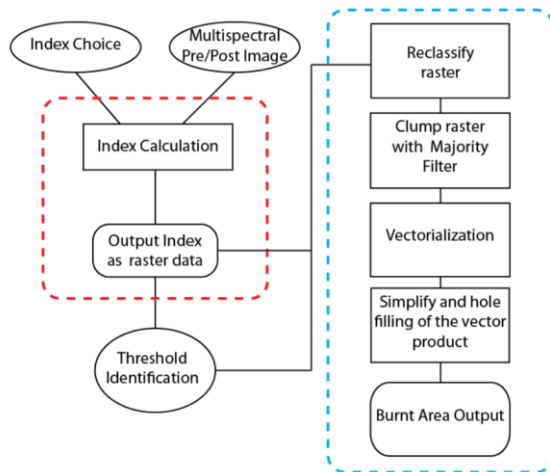 Index Choice
Multispectral
Pre/Post Image
Index Calculation
Output Index
as raster data
Threshold
Identification
Reclassify
raster
Clump raster
with Majority
Filter
Vectorialization
Simplify and hole
filling of the vector
product
Burnt Area Output